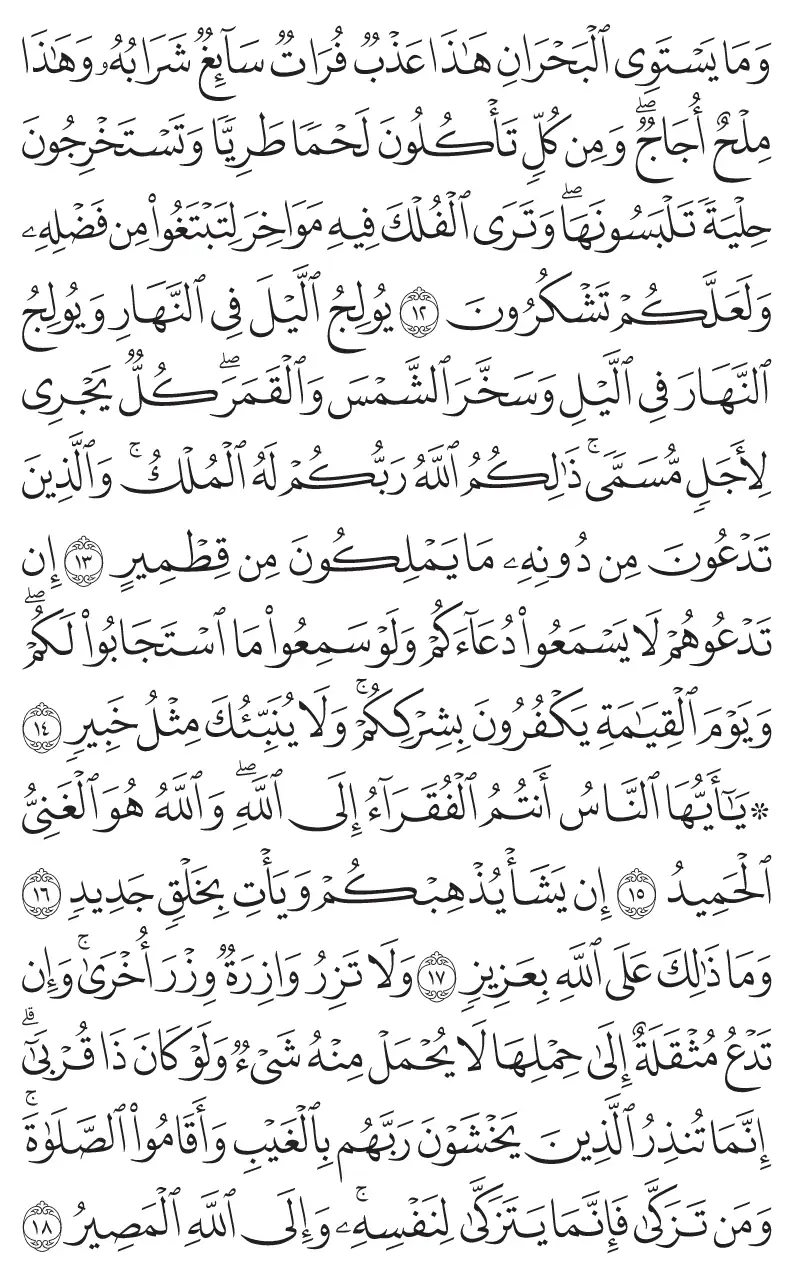 وَمَا يَسْتَوِى ٱلْبَحْرَانِ هَٰذَا عَذْبٌ فُرَاتٌ سَآئِغٌ شَرَابُهُۥ وَهَٰذَا
مِلْحٌ أُجَاجٌ ۖ وَمِن كُلٍّ تَأْكُلُونَ لَحْمًا طَرِيًّا وَتَسْتَخْرِجُونَ
حِلْيَةً تَلْبَسُونَهَا ۖ وَتَرَى ٱلْفُلْكَ فِيهِ مَوَاخِرَ لِتَبْتَغُوا۟ مِن فَضْلِهِۦ
وَلَعَلَّكُمْ تَشْكُرُونَ ١٢ يُولِجُ ٱلَّيْلَ فِى ٱلنَّهَارِ وَيُولِجُ
ٱلنَّهَارَ فِى ٱلَّيْلِ وَسَخَّرَ ٱلشَّمْسَ وَٱلْقَمَرَ ۖ كُلٌّ يَجْرِى
لِأَجَلٍ مُّسَمًّى ۚ ذَٰلِكُمُ ٱللَّهُ رَبُّكُمْ لَهُ ٱلْمُلْكُ ۚ وَٱلَّذِينَ
تَدْعُونَ مِن دُونِهِۦ مَا يَمْلِكُونَ مِن قِطْمِيرٍ ١٣ إِن
تَدْعُوهُمْ لَا يَسْمَعُوا۟ دُعَآءَكُمْ وَلَوْ سَمِعُوا۟ مَا ٱسْتَجَابُوا۟ لَكُمْ ۖ
وَيَوْمَ ٱلْقِيَٰمَةِ يَكْفُرُونَ بِشِرْكِكُمْ ۚ وَلَا يُنَبِّئُكَ مِثْلُ خَبِيرٍ ١٤
۞ يَٰٓأَيُّهَا ٱلنَّاسُ أَنتُمُ ٱلْفُقَرَآءُ إِلَى ٱللَّهِ ۖ وَٱللَّهُ هُوَ ٱلْغَنِىُّ
ٱلْحَمِيدُ ١٥ إِن يَشَأْ يُذْهِبْكُمْ وَيَأْتِ بِخَلْقٍ جَدِيدٍ ١٦
وَمَا ذَٰلِكَ عَلَى ٱللَّهِ بِعَزِيزٍ ١٧ وَلَا تَزِرُ وَازِرَةٌ وِزْرَ أُخْرَىٰ ۚ وَإِن
تَدْعُ مُثْقَلَةٌ إِلَىٰ حِمْلِهَا لَا يُحْمَلْ مِنْهُ شَىْءٌ وَلَوْ كَانَ ذَا قُرْبَىٰٓ ۗ
إِنَّمَا تُنذِرُ ٱلَّذِينَ يَخْشَوْنَ رَبَّهُم بِٱلْغَيْبِ وَأَقَامُوا۟ ٱلصَّلَوٰةَ ۚ
وَمَن تَزَكَّىٰ فَإِنَّمَا يَتَزَكَّىٰ لِنَفْسِهِۦ ۚ وَإِلَى ٱللَّهِ ٱلْمَصِيرُ ١٨